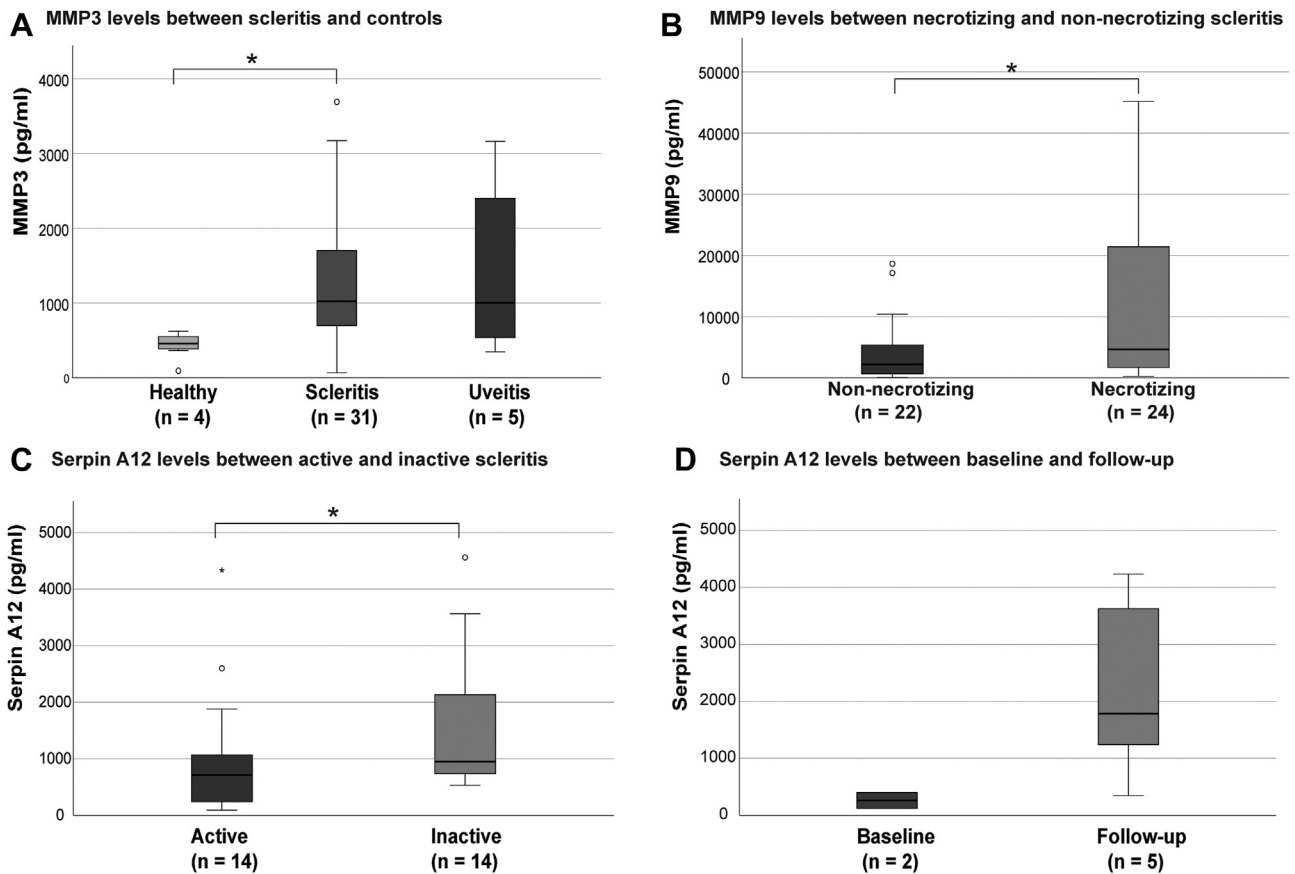 A MMP3 levels between scleritis and controls
MMP3 (pg/ml)
4000
3000
2000
1000
0
*
Healthy
(n = 4)
Scleritis
(n = 31)
Uveitis
(n = 5)
B MMP9 levels between necrotizing and non-necrotizing scleritis
MMP9 (pg/ml)
50000
40000
30000
20000
10000
0
*
Non-necrotizing
(n = 22)
Necrotizing
(n = 24)
C Serpin A12 levels between active and inactive scleritis
Serpin A12 (pg/ml)
5000
4000
3000
2000
1000
0
*
*
Active
(n = 14)
Inactive
(n = 14)
D Serpin A12 levels between baseline and follow-up
Serpin A12 (pg/ml)
5000
4000
3000
2000
1000
0
Baseline
(n = 2)
Follow-up
(n = 5)